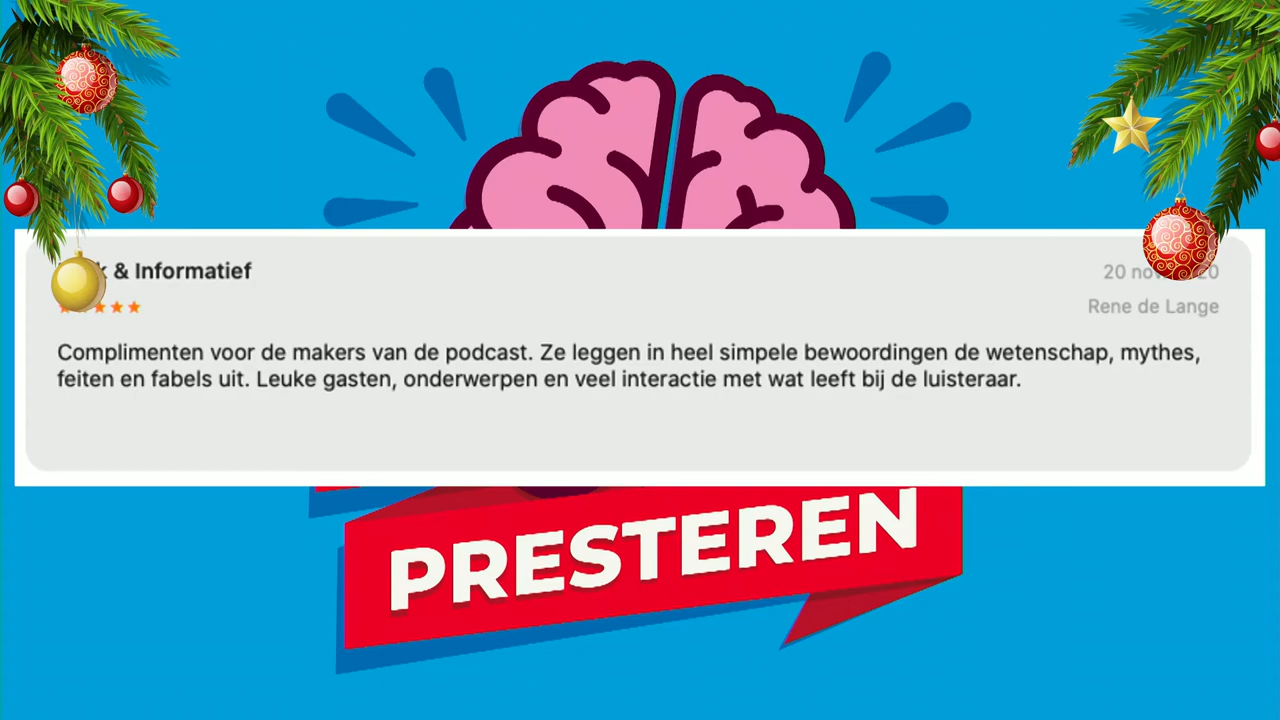 & Informatief
20
Rene de Lange
Complimenten voor de makers van de podcast. Ze leggen in heel simpele bewoordingen de wetenschap, mythes,
feiten en fabels uit. Leuke gasten, onderwerpen en veel interactie met wat leeft bij de luisteraar.
PRESTEREN